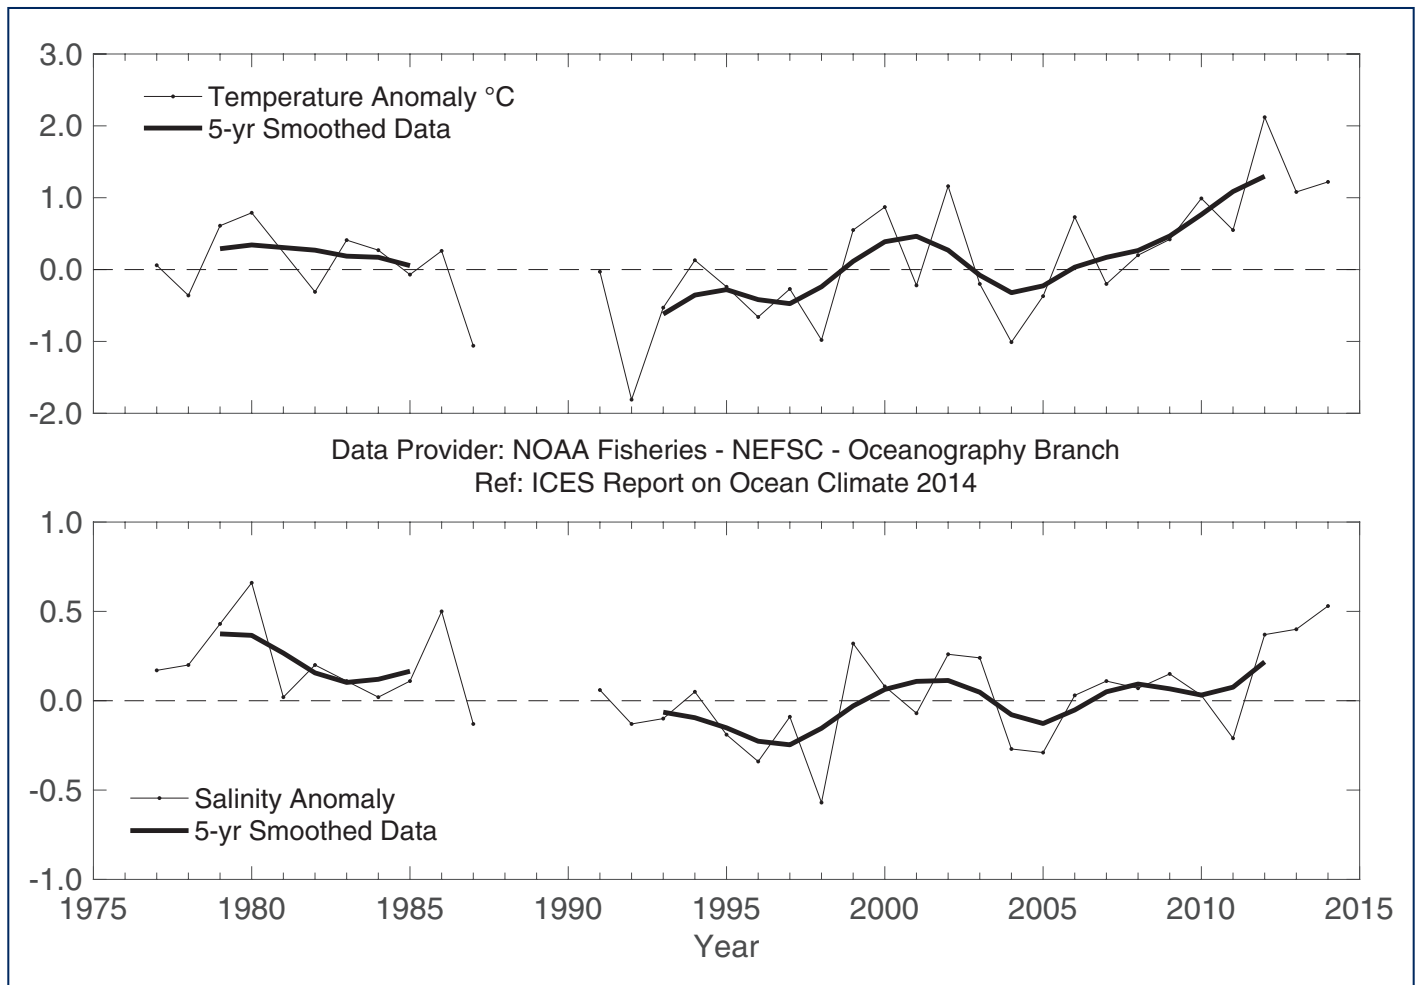 3.0
2.0
1.0
0.0
-1.0
-2.0
Temperature Anomaly °C
5-yr Smoothed Data
Data Provider: NOAA Fisheries - NEFSC - Oceanography Branch
Ref: ICES Report on Ocean Climate 2014
1.0
0.5
0.0
-0.5
-1.0
Salinity Anomaly
5-yr Smoothed Data
1975 1980 1985 1990 1995 2000 2005 2010 2015
Year